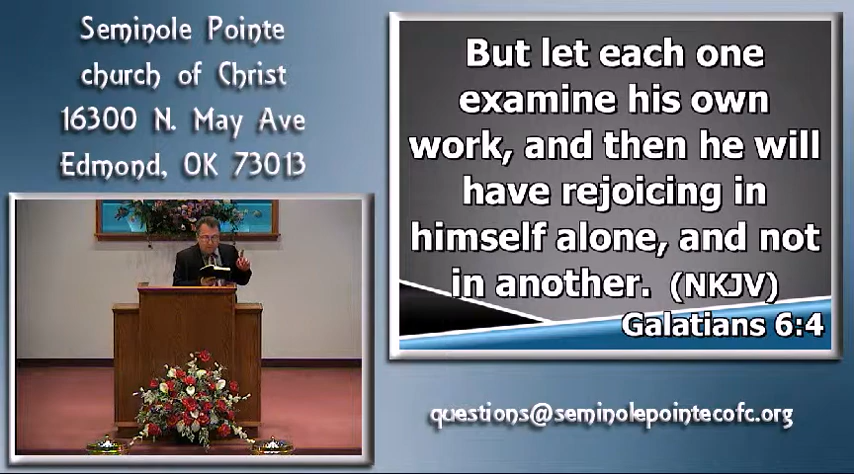 Seminole Pointe
church of Christ
16300 N. May Ave
Edmond, OK 73013
But let each one
examine his own
work, and then he will
have rejoicing in
himself alone, and not
in another. (NKJV)
Galatians 6:4
questions@seminolepointecofc.org